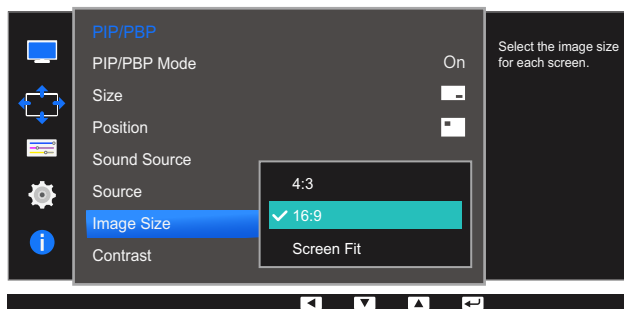 PIP/PBP
PIP/PBP Mode On
Size
Position
Sound Source
Source
Image Size
Contrast
4:3
16:9
Screen Fit
Select the image size
for each screen.